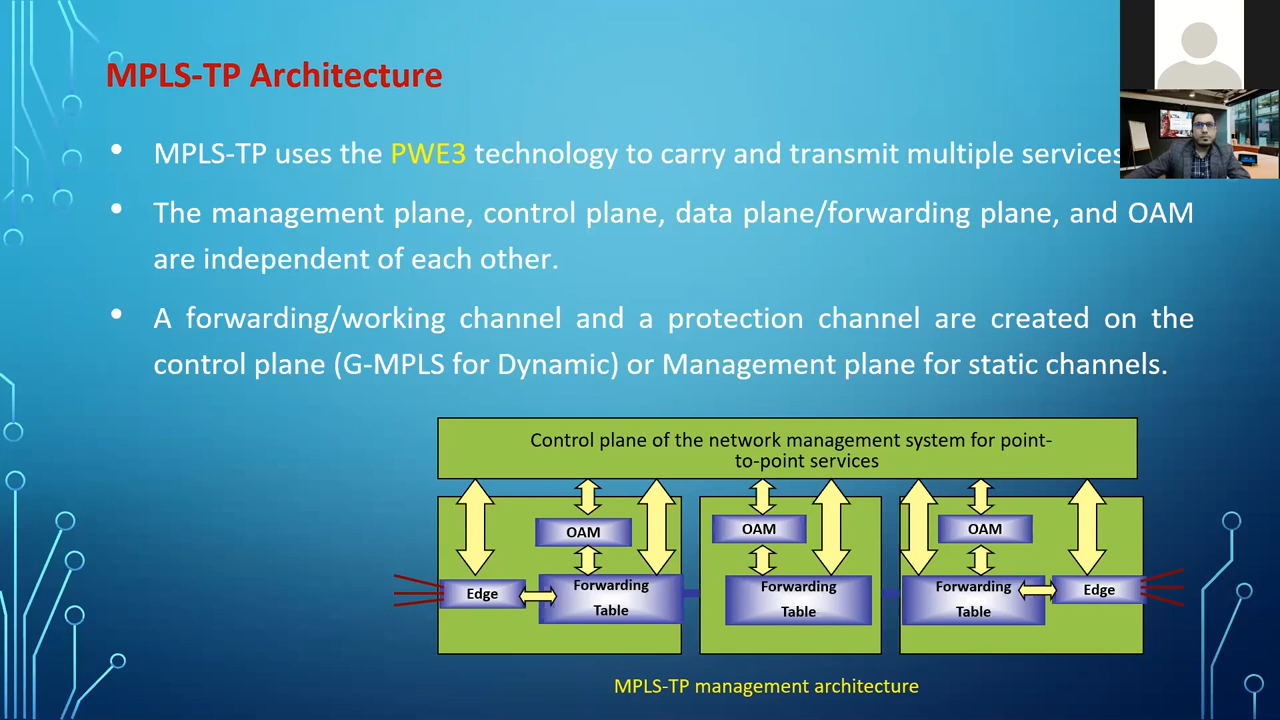 MPLS-TP Architecture
• MPLS-TP uses the PWE3 technology to carry and transmit multiple services
• The management plane, control plane, data plane/forwarding plane, and OAM
are independent of each other.
• A forwarding/working channel and a protection channel are created on the
control plane (G-MPLS for Dynamic) or Management plane for static channels.
Control plane of the network management system for point-
to-point services
OAM
OAM
OAM
Edge
Forwarding
Table
Forwarding
Table
Forwarding
Table
Edge
MPLS-TP management architecture